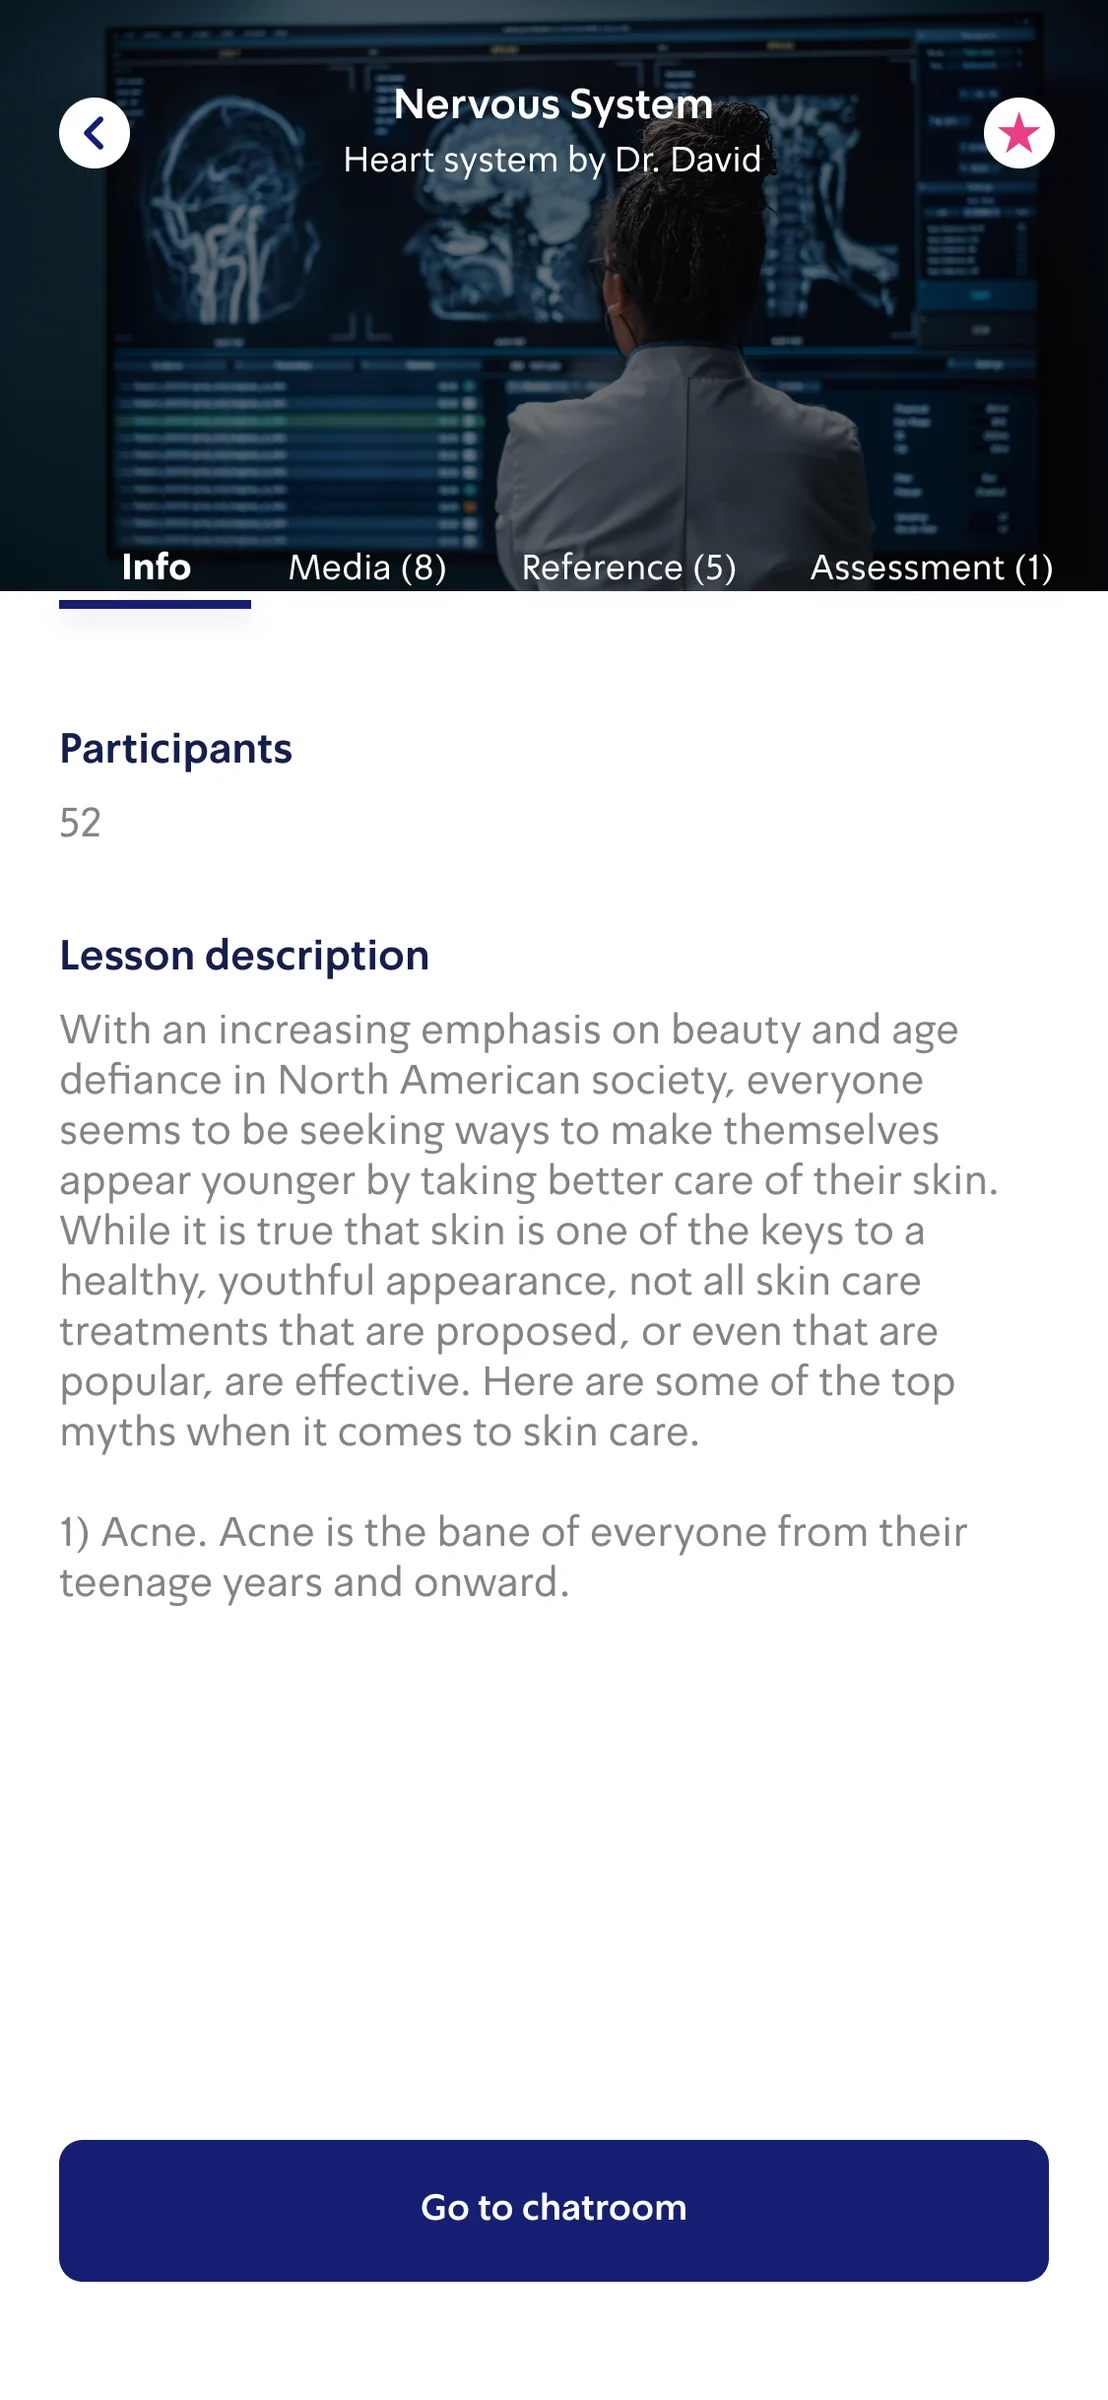 Nervous System
Heart system by Dr. David
Info
Media (8)
Reference (5)
Assessment (1)
Participants
52
Lesson description
With an increasing emphasis on beauty and age
defiance in North American society, everyone
seems to be seeking ways to make themselves
appear younger by taking better care of their skin.
While it is true that skin is one of the keys to a
healthy, youthful appearance, not all skin care
treatments that are proposed, or even that are
popular, are effective. Here are some of the top
myths when it comes to skin care.
1) Acne. Acne is the bane of everyone from their
teenage years and onward.
Go to chatroom